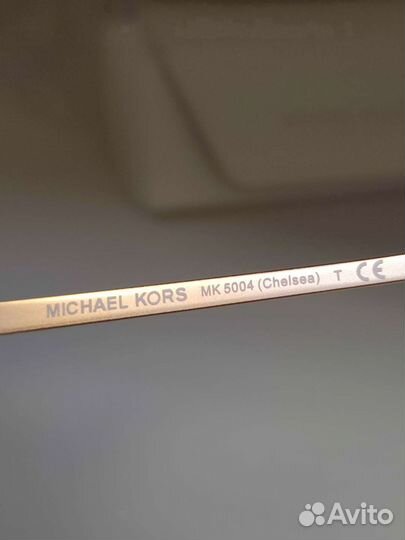 MICHAEL KORS MK 5004 (Chelsea) T CE
Avito